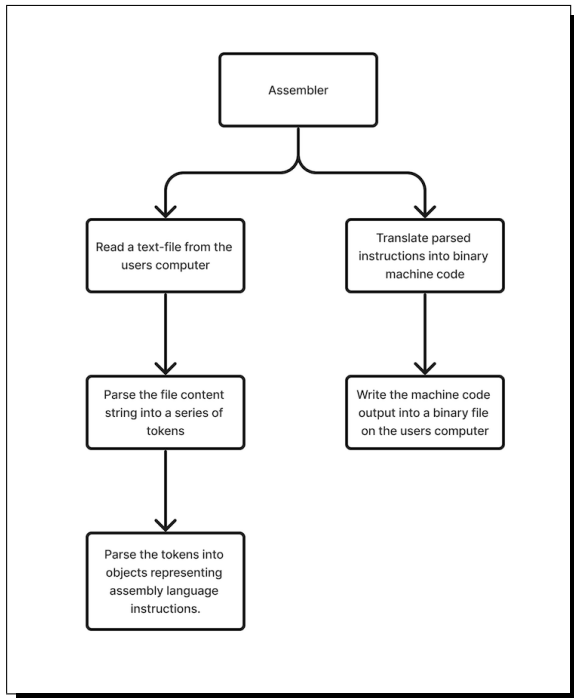 Assembler
Read a text-file from the
users computer
Translate parsed
instructions into binary
machine code
Parse the file content
string into a series of
tokens
Write the machine code
output into a binary file
on the users computer
Parse the tokens into
objects representing
assembly language
instructions.